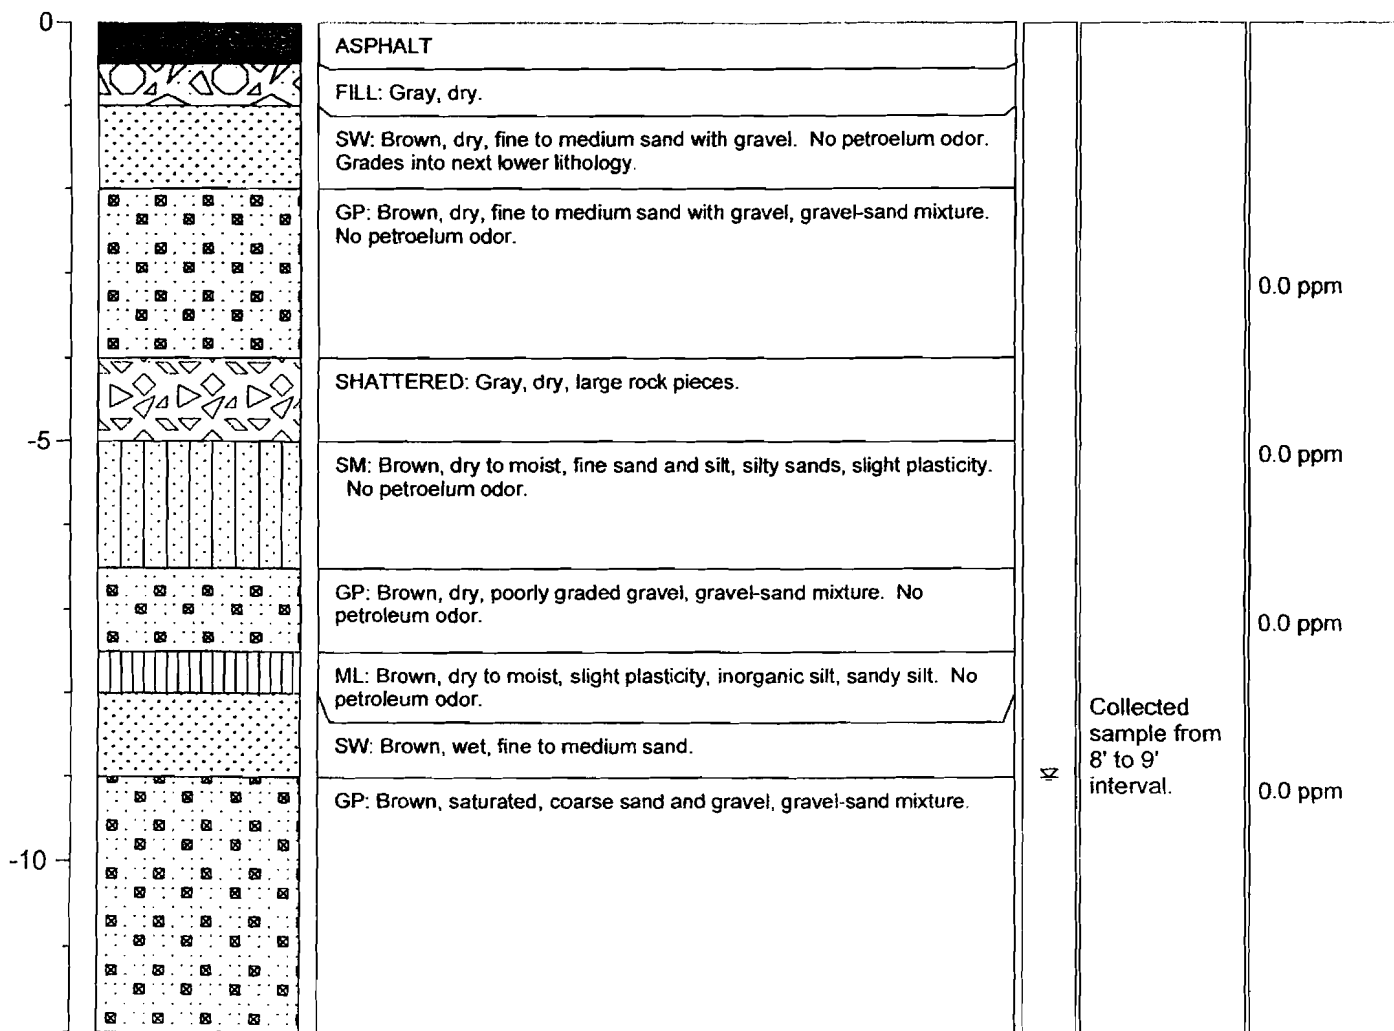 0
ASPHALT
FILL: Gray, dry.
SW: Brown, dry, fine to medium sand with gravel. No petroelum odor.
Grades into next lower lithology.
GP: Brown, dry, fine to medium sand with gravel, gravel-sand mixture.
No petroelum odor.
0.0 ppm
SHATTERED: Gray, dry, large rock pieces.
-5
0.0 ppm
SM: Brown, dry to moist, fine sand and silt, silty sands, slight plasticity.
No petroelum odor.
GP: Brown, dry, poorly graded gravel, gravel-sand mixture. No
petroleum odor.
0.0 ppm
ML: Brown, dry to moist, slight plasticity, inorganic silt, sandy silt. No
petroleum odor.
Collected
sample from
8' to 9'
interval.
SW: Brown, wet, fine to medium sand.
0.0 ppm
GP: Brown, saturated, coarse sand and gravel, gravel-sand mixture.
-10